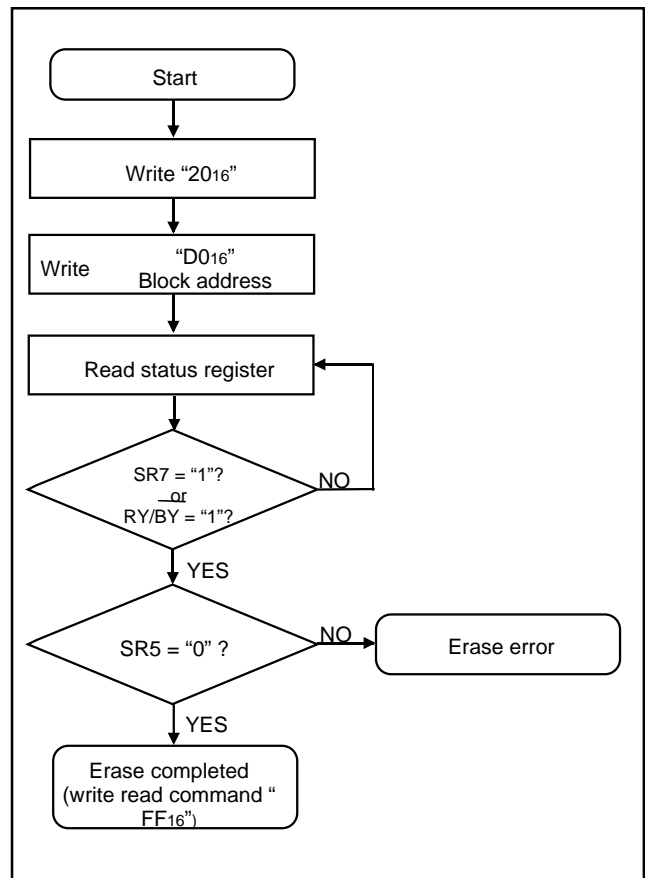 Start
Write “2016”
Write “D016”
Block address
Read status register
SR7 = “1”?
or
RY/BY = “1”?
NO
YES
SR5 = “0” ?
NO
Erase error
YES
Erase completed
(write read command “
FF16”)